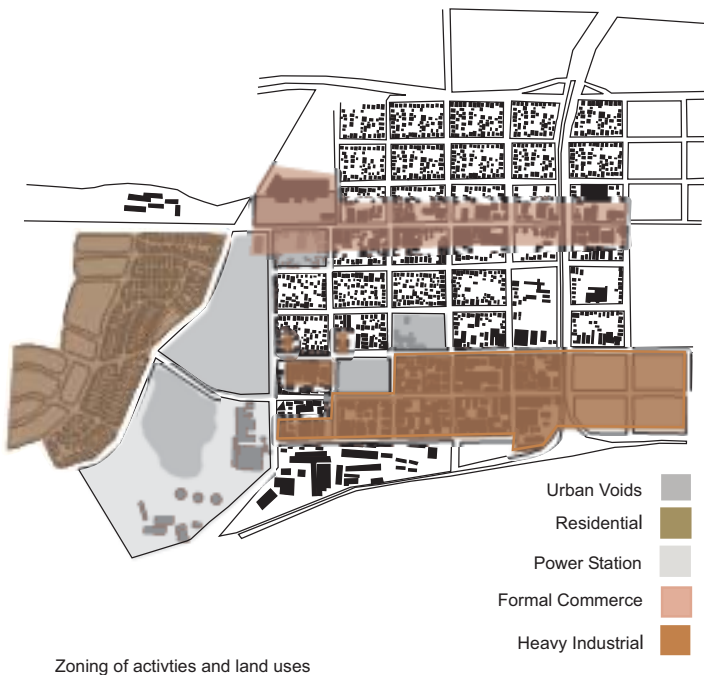 Urban Voids
Residential
Power Station
Formal Commerce
Heavy Industrial
Zoning of activties and land uses